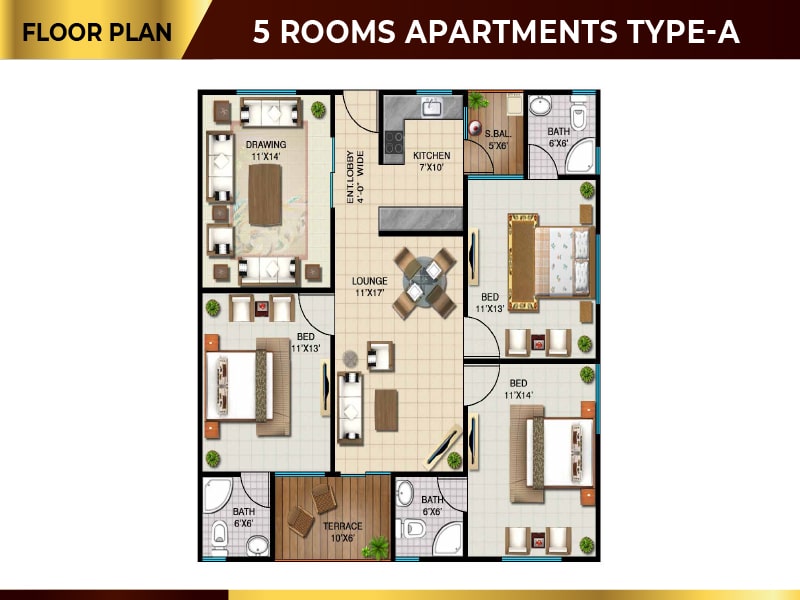 FLOOR PLAN
5 ROOMS APARTMENTS TYPE-A
DRAWING
11'X14'
ENT.LOBBY
4'-0" WIDE
KITCHEN
7'X10'
S.BAL.
5'X6'
BATH
6'X6'
LOUNGE
11'X17'
BED
11'X13'
BED
11'X13'
BED
11'X14'
BATH
6'X6'
TERRACE
10'X6'
BATH
6'X6'